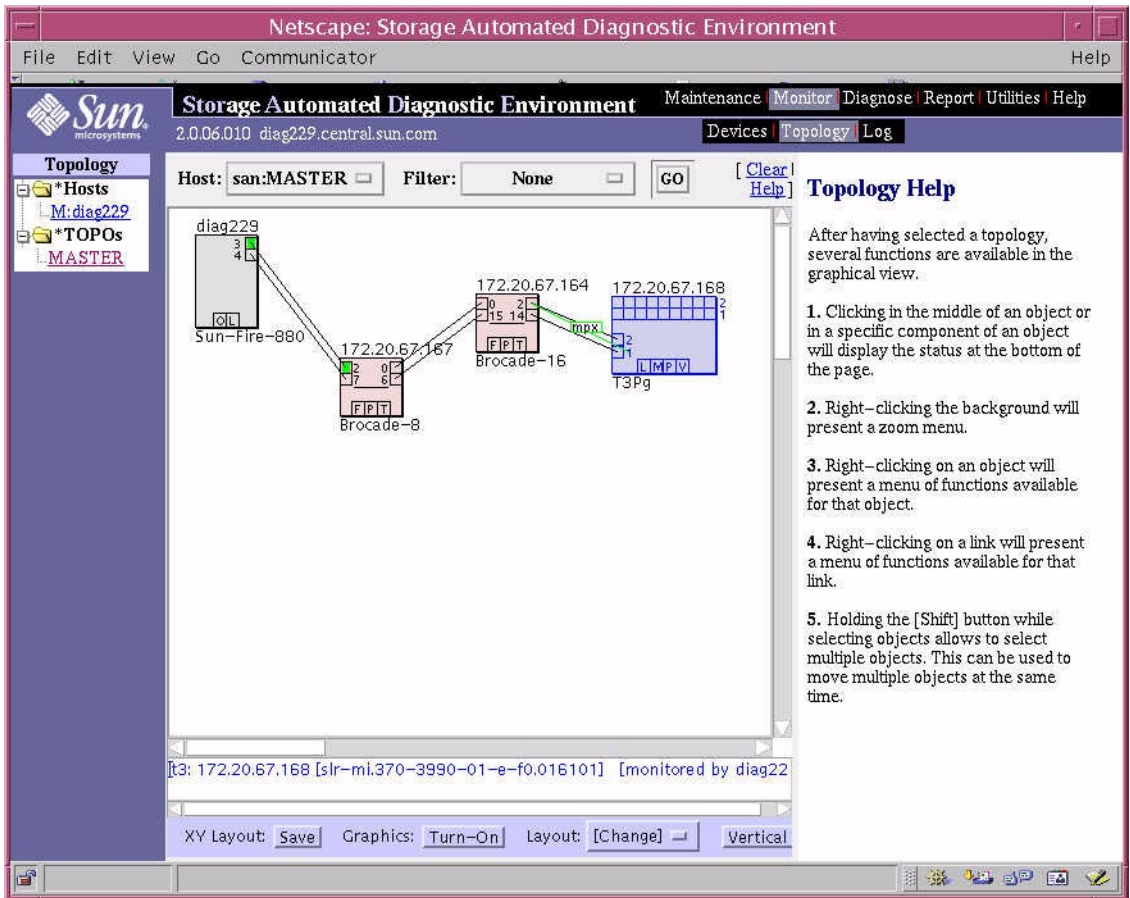 Netscape: Storage Automated Diagnostic Environment
File Edit View Go Communicator Help
Sun
microsystems
Storage Automated Diagnostic Environment
Maintenance Monitor Diagnose Report Utilities Help
2.0.06.010 diag229.central.sun.com
Devices Topology Log
Topology
*Hosts
M:diag229
*TOPOs
MASTER
Host: san:MASTER Filter: None GO [ Clear |
Help ]
diag229
3
4
O L
Sun-Fire-880
172.20.67.167
2 0
7 6
F P T
Brocade-8
172.20.67.164
0 2
15 14
F P T
Brocade-16
mpx
172.20.67.168
2
1
2
1
L M P V
T3Pg
t3: 172.20.67.168 [slr-mi.370-3990-01-e-f0.016101] [monitored by diag22
XY Layout: Save Graphics: Turn-On Layout: [Change] Vertical
Topology Help
After having selected a topology,
several functions are available in the
graphical view.
1. Clicking in the middle of an object or
in a specific component of an object
will display the status at the bottom of
the page.
2. Right-clicking the background will
present a zoom menu.
3. Right-clicking on an object will
present a menu of functions available
for that object.
4. Right-clicking on a link will present
a menu of functions available for that
link.
5. Holding the [Shift] button while
selecting objects allows to select
multiple objects. This can be used to
move multiple objects at the same
time.